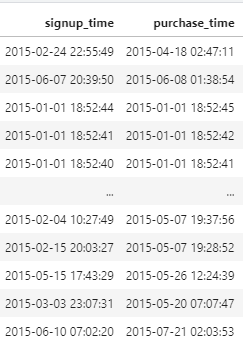 signup_time purchase_time
2015-02-24 22:55:49 2015-04-18 02:47:11
2015-06-07 20:39:50 2015-06-08 01:38:54
2015-01-01 18:52:44 2015-01-01 18:52:45
2015-01-01 18:52:41 2015-01-01 18:52:42
2015-01-01 18:52:40 2015-01-01 18:52:41
... ...
2015-02-04 10:27:49 2015-05-07 19:37:56
2015-02-15 20:03:27 2015-05-07 19:28:52
2015-05-15 17:43:29 2015-05-26 12:24:39
2015-03-03 23:07:31 2015-05-20 07:07:47
2015-06-10 07:02:20 2015-07-21 02:03:53